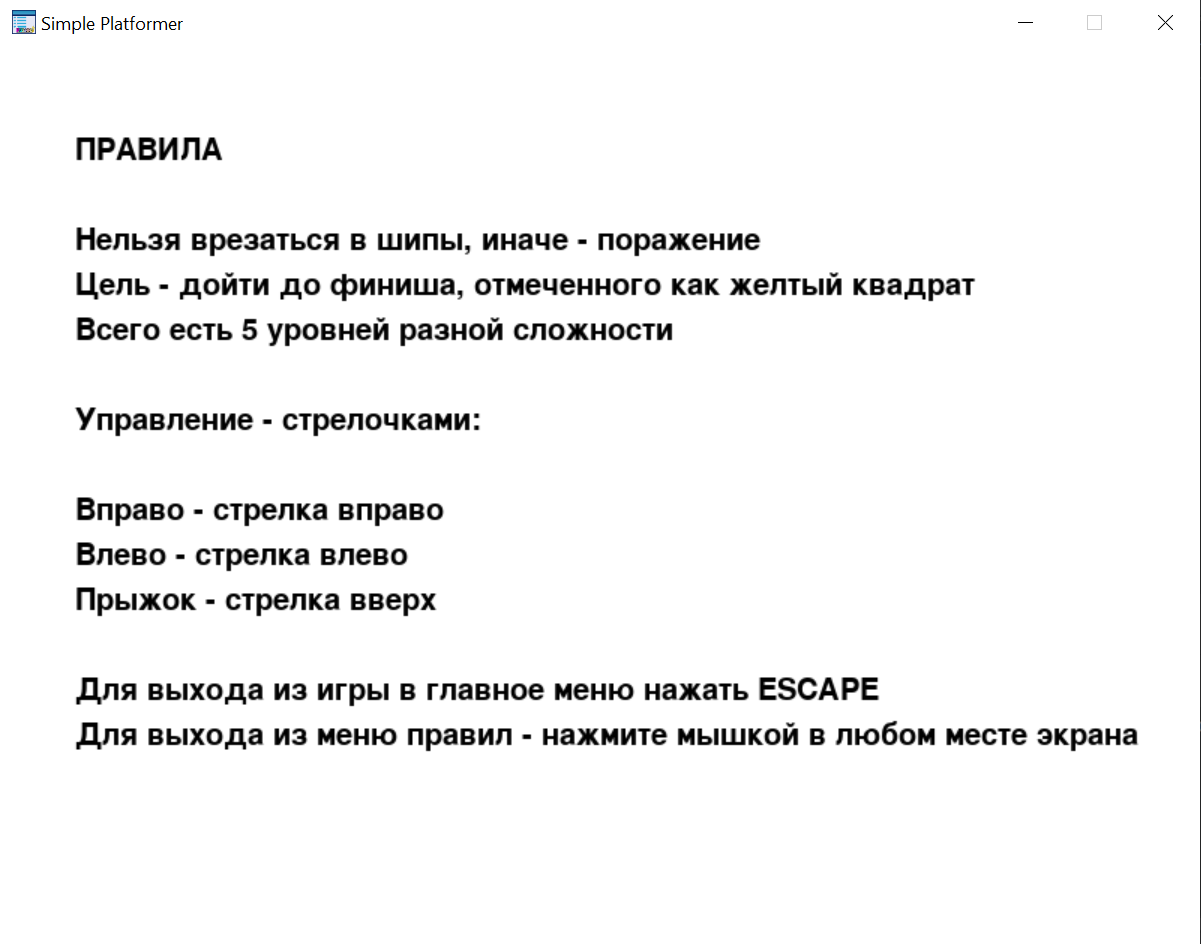 Simple Platformer
ПРАВИЛА
Нельзя врезаться в шипы, иначе - поражение
Цель - дойти до финиша, отмеченного как желтый квадрат
Всего есть 5 уровней разной сложности
Управление - стрелочками:
Вправо - стрелка вправо
Влево - стрелка влево
Прыжок - стрелка вверх
Для выхода из игры в главное меню нажать ESCAPE
Для выхода из меню правил - нажмите мышкой в любом месте экрана